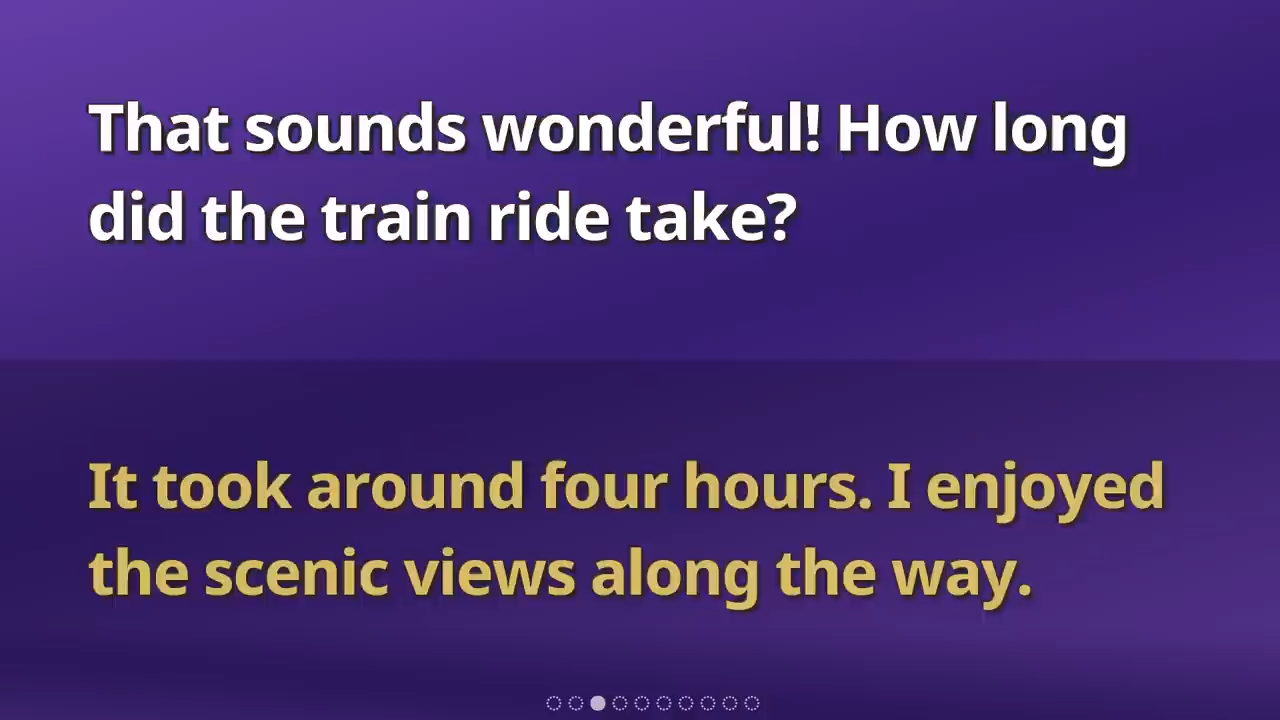 That sounds wonderful! How long
did the train ride take?
It took around four hours. I enjoyed
the scenic views along the way.